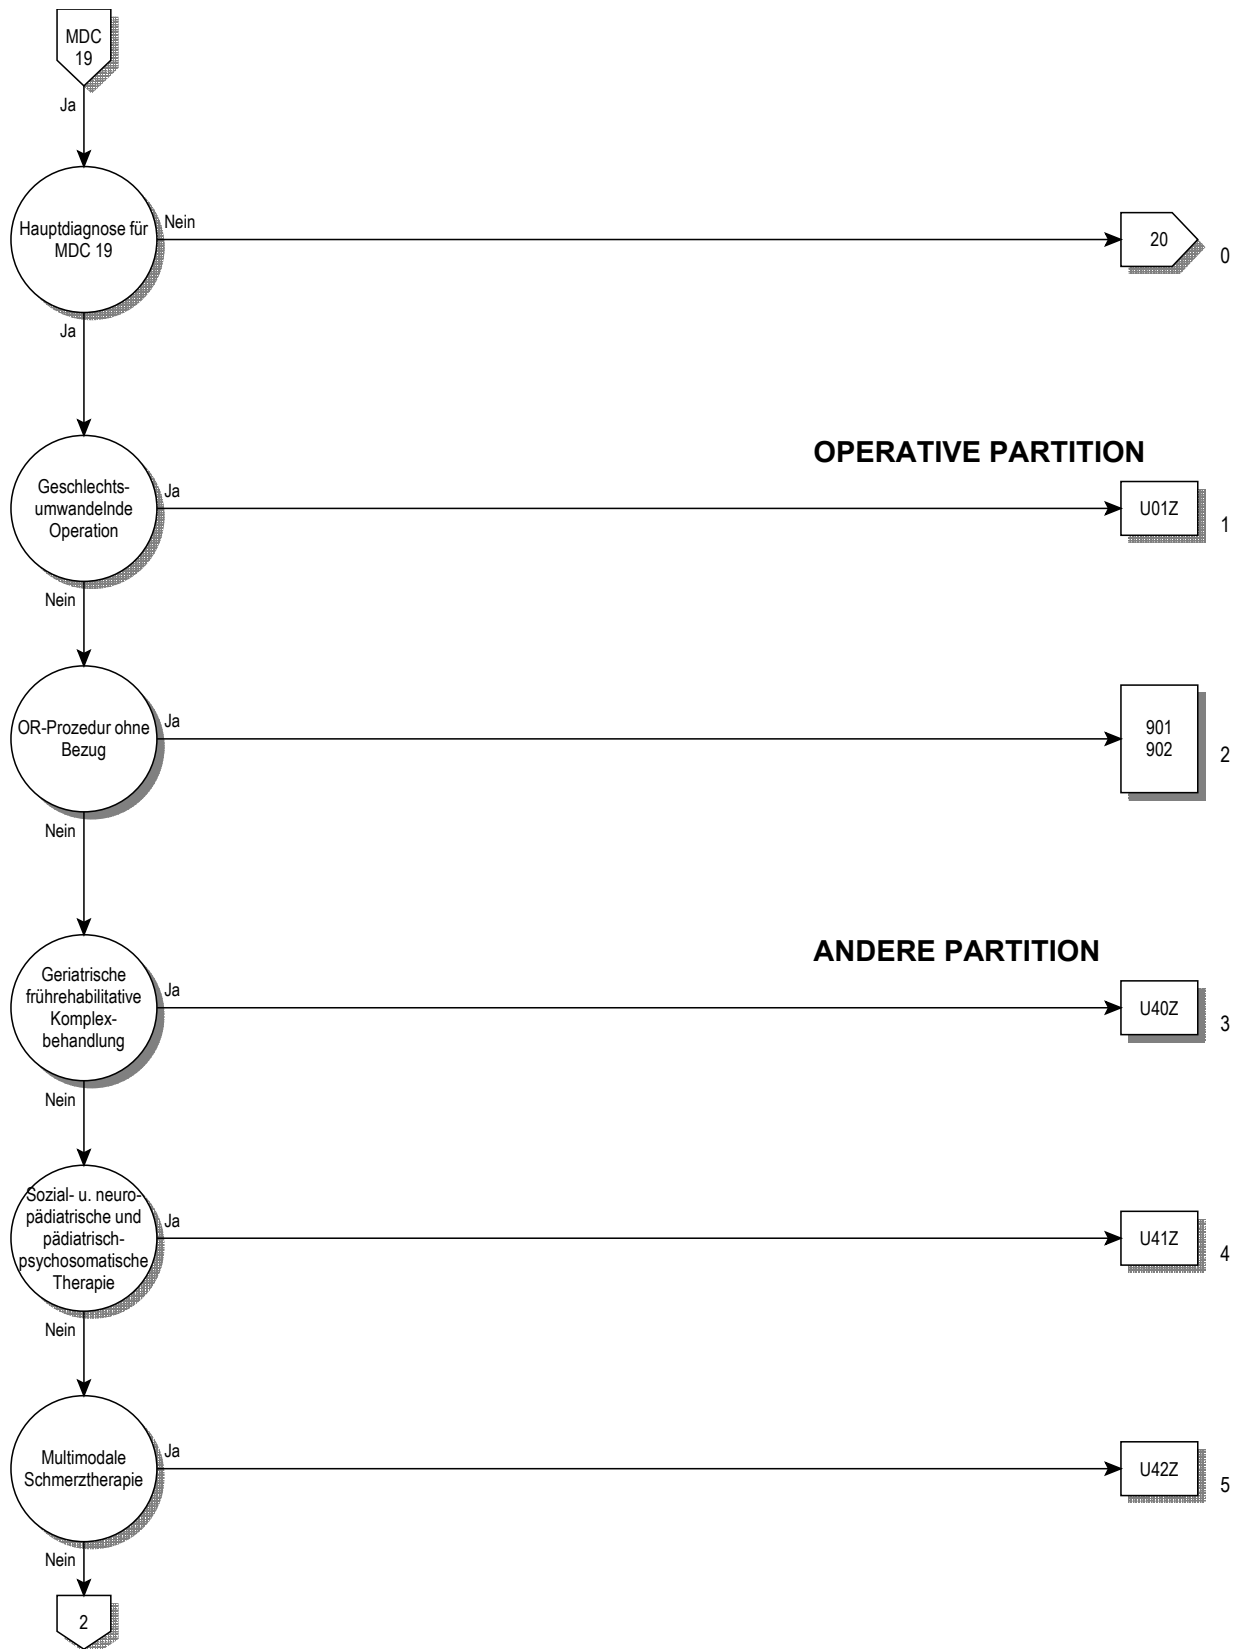 MDC
19
Ja
Hauptdiagnose für
MDC 19
Nein
20
0
Ja
OPERATIVE PARTITION
Geschlechts-
umwandelnde
Operation
Ja
U01Z
1
Nein
OR-Prozedur ohne
Bezug
Ja
901
902
2
Nein
ANDERE PARTITION
Geriatrische
frührehabilitative
Komplex-
behandlung
Ja
U40Z
3
Nein
Sozial- u. neuro-
pädiatrische und
pädiatrisch-
psychosomatische
Therapie
Ja
U41Z
4
Nein
Multimodale
Schmerztherapie
Ja
U42Z
5
Nein
2